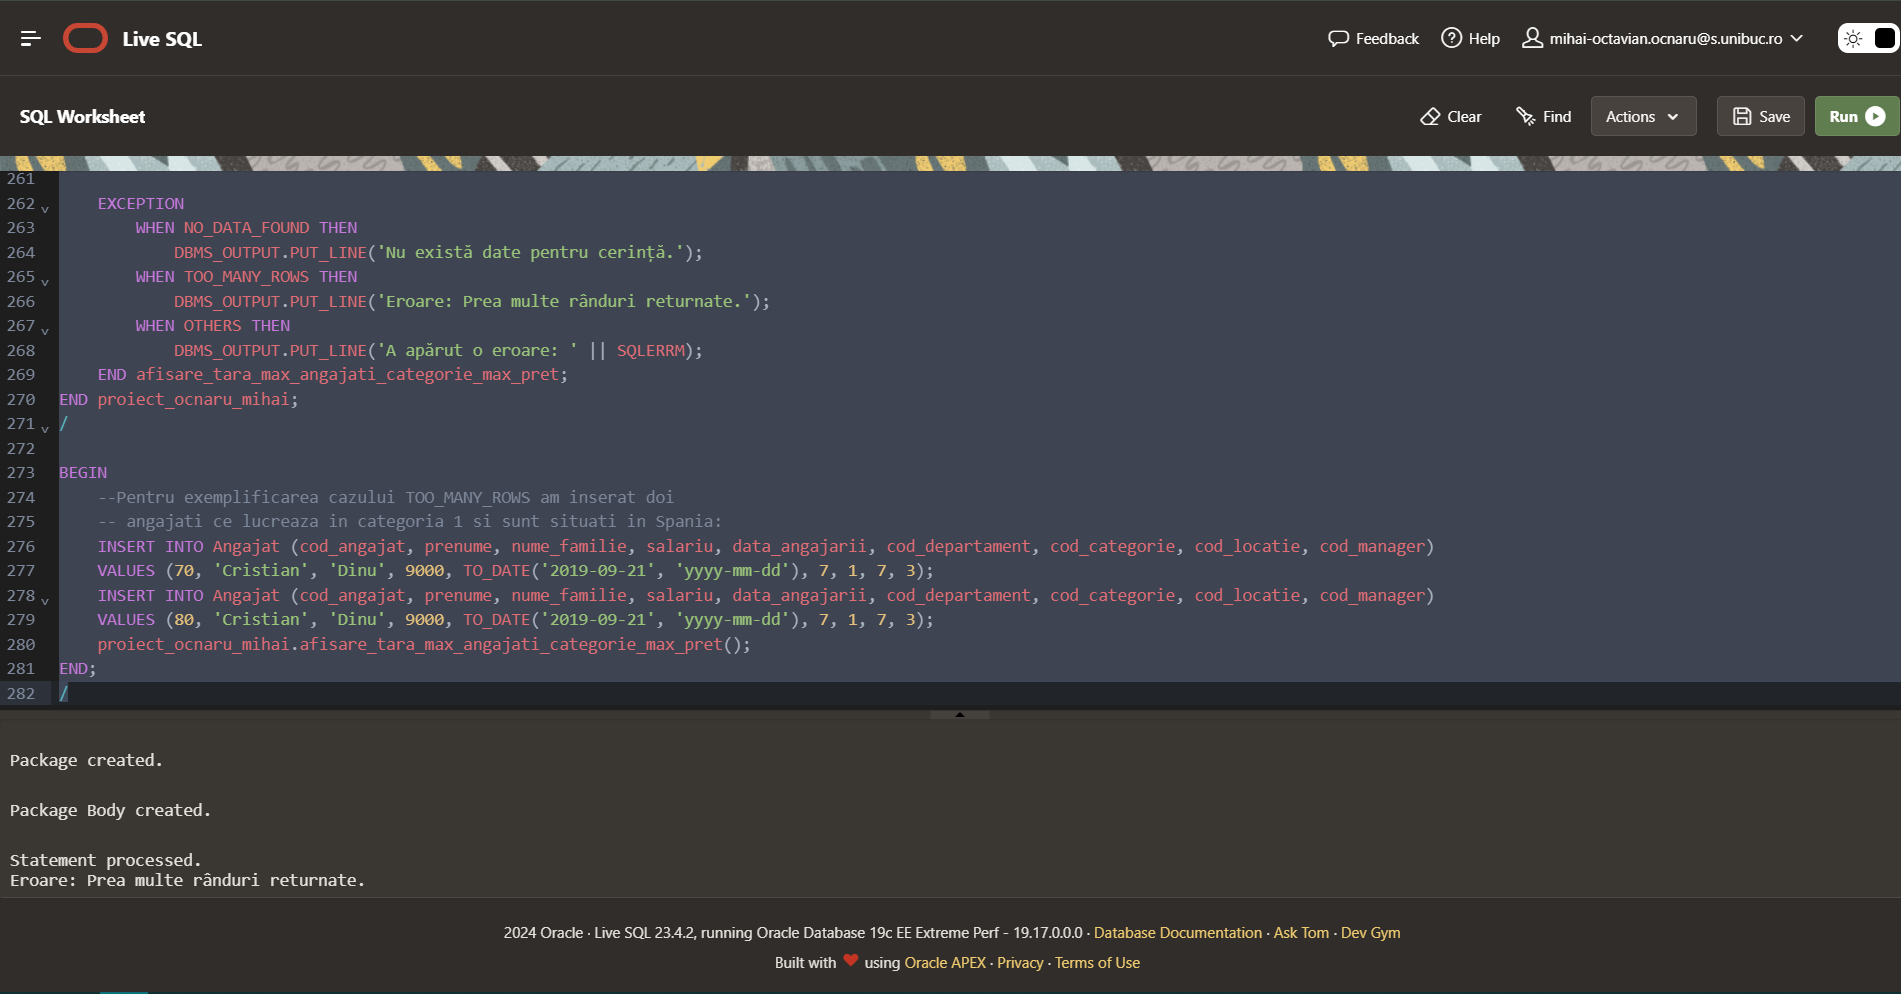 Live SQL
Feedback
Help
mihai-octavian.ocnaru@s.unibuc.ro
SQL Worksheet
Clear
Find
Actions
Save
Run
261
262 EXCEPTION
263 WHEN NO_DATA_FOUND THEN
264 DBMS_OUTPUT.PUT_LINE('Nu există date pentru cerință.');
265 WHEN TOO_MANY_ROWS THEN
266 DBMS_OUTPUT.PUT_LINE('Eroare: Prea multe rânduri returnate.');
267 WHEN OTHERS THEN
268 DBMS_OUTPUT.PUT_LINE('A apărut o eroare: ' || SQLERRM);
269 END afisare_tara_max_angajati_categorie_max_pret;
270 END proiect_ocnaru_mihai;
271 /
272
273 BEGIN
274 --Pentru exemplificarea cazului TOO_MANY_ROWS am inserat doi
275 -- angajati ce lucreaza in categoria 1 si sunt situati in Spania:
276 INSERT INTO Angajat (cod_angajat, prenume, nume_familie, salariu, data_angajarii, cod_departament, cod_categorie, cod_locatie, cod_manager)
277 VALUES (70, 'Cristian', 'Dinu', 9000, TO_DATE('2019-09-21', 'yyyy-mm-dd'), 7, 1, 7, 3);
278 INSERT INTO Angajat (cod_angajat, prenume, nume_familie, salariu, data_angajarii, cod_departament, cod_categorie, cod_locatie, cod_manager)
279 VALUES (80, 'Cristian', 'Dinu', 9000, TO_DATE('2019-09-21', 'yyyy-mm-dd'), 7, 1, 7, 3);
280 proiect_ocnaru_mihai.afisare_tara_max_angajati_categorie_max_pret();
281 END;
282 /
Package created.
Package Body created.
Statement processed.
Eroare: Prea multe rânduri returnate.
2024 Oracle · Live SQL 23.4.2, running Oracle Database 19c EE Extreme Perf - 19.17.0.0.0 · Database Documentation · Ask Tom · Dev Gym
Built with ❤ using Oracle APEX · Privacy · Terms of Use